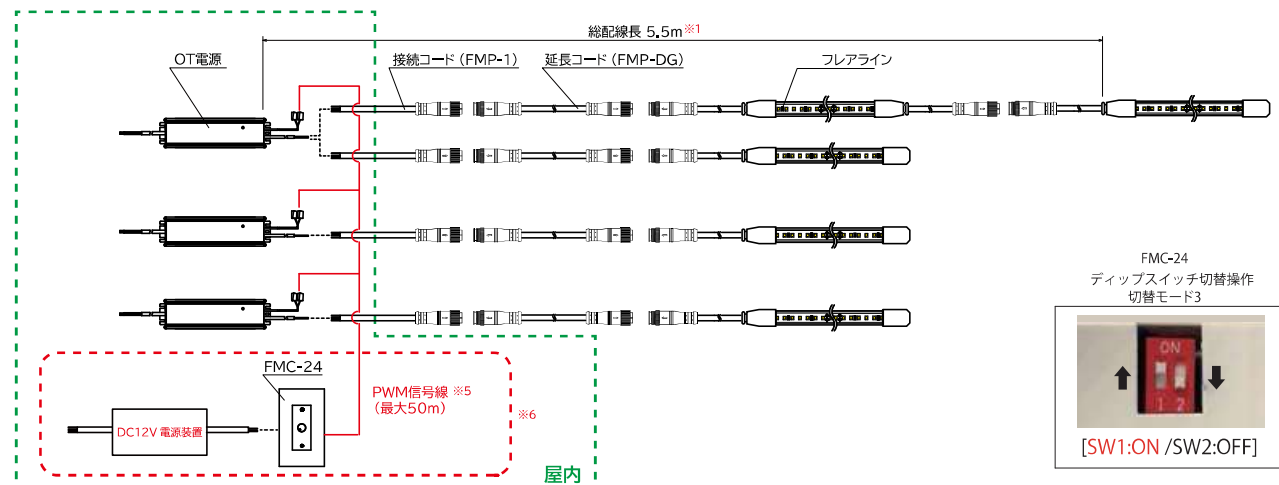 総配線長 5.5m※1
OT電源
接続コード (FMP-1)
延長コード (FMP-DG)
フレアライン
FMC-24
PWM信号線 ※5
(最大50m)
※6
DC12V 電源装置
屋内
FMC-24
ディップスイッチ切替操作
切替モード3
ON
1 2
[SW1:ON /SW2:OFF]